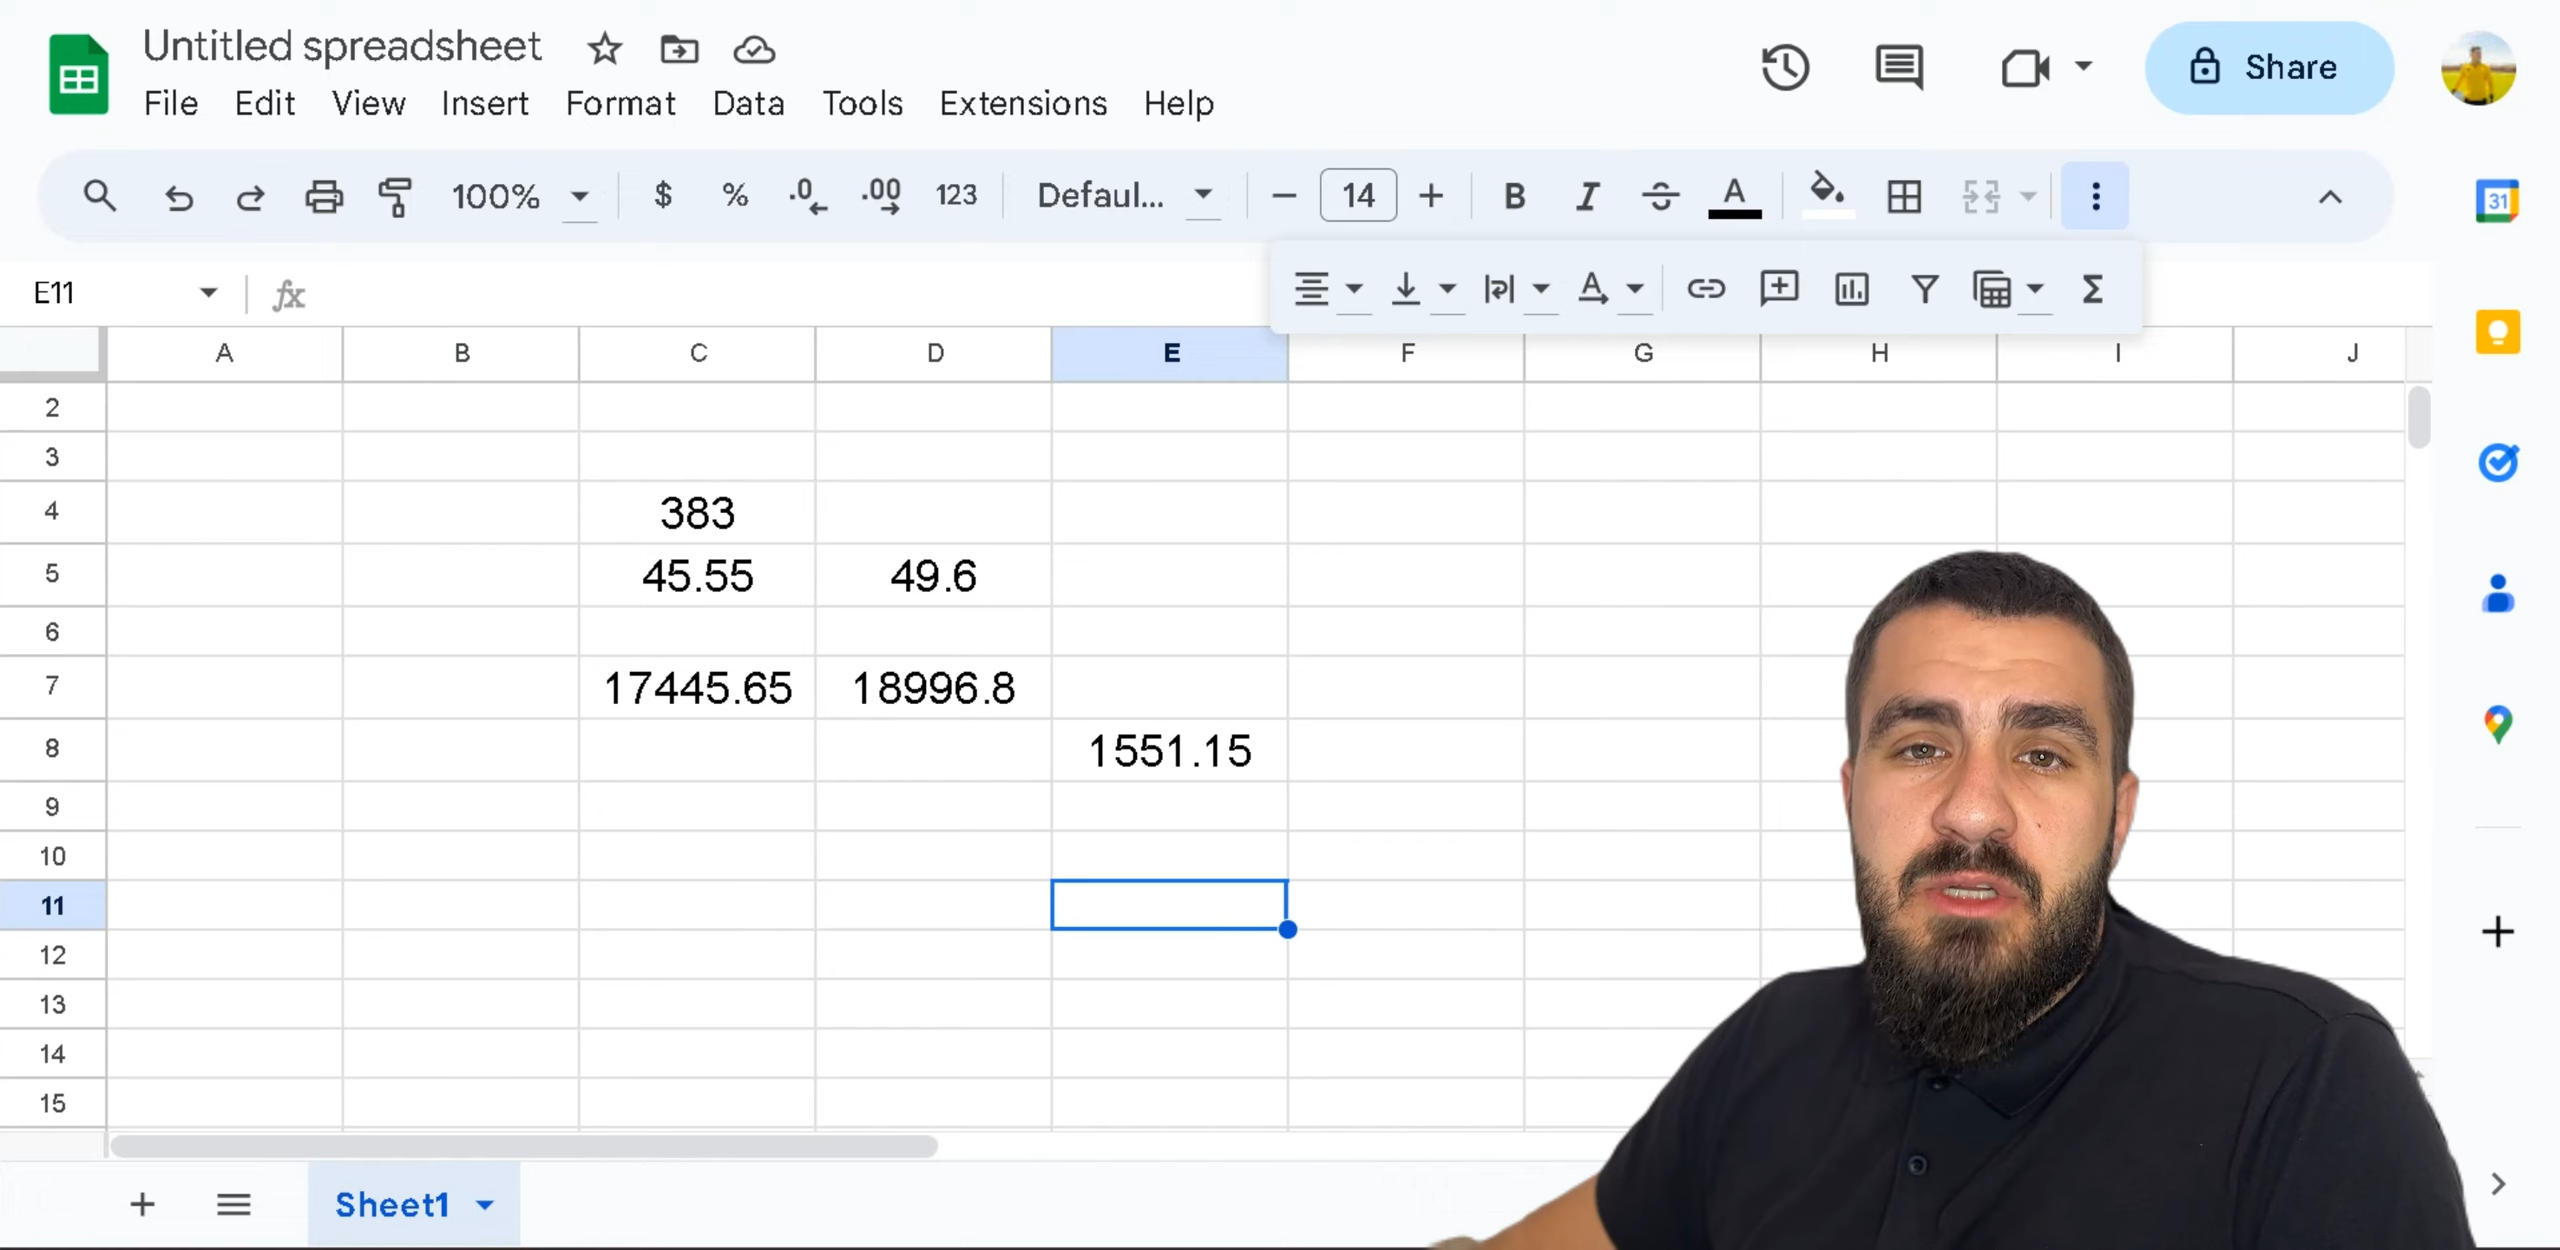 Untitled spreadsheet
File Edit View Insert Format Data Tools Extensions Help
Share
100% $ % .0 .00 123 Defaul... 14 B I A
31
E11 fx
A B C D E F G H I J
2
3
4 383
5 45.55 49.6
6
7 17445.65 18996.8
8 1551.15
9
10
11
12
13
14
15
Sheet1